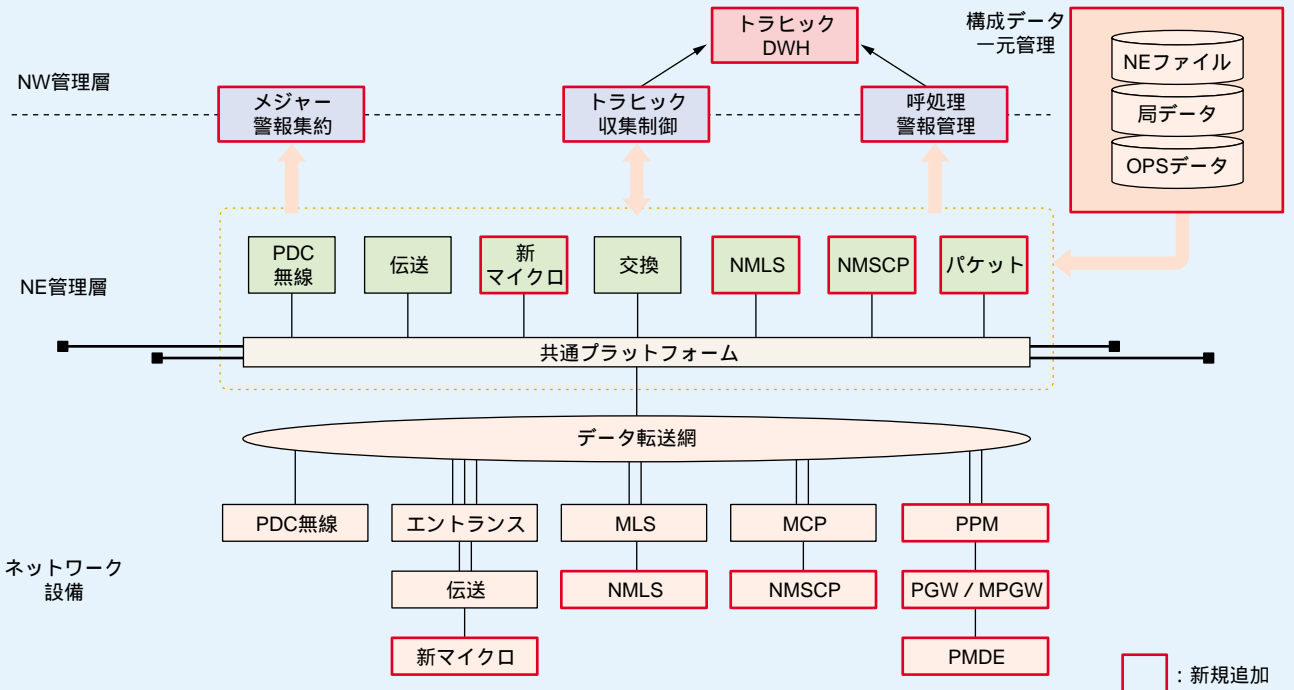 トラヒック
DWH
構成データ
一元管理
NEファイル
局データ
OPSデータ
NW管理層
メジャー
警報集約
トラヒック
収集制御
呼処理
警報管理
NE管理層
PDC
無線
伝送
新
マイクロ
交換
NMLS
NMSCP
パケット
共通プラットフォーム
データ転送網
ネットワーク
設備
PDC無線
エントランス
MLS
MCP
PPM
伝送
NMLS
NMSCP
PGW / MPGW
新マイクロ
PMDE
：新規追加